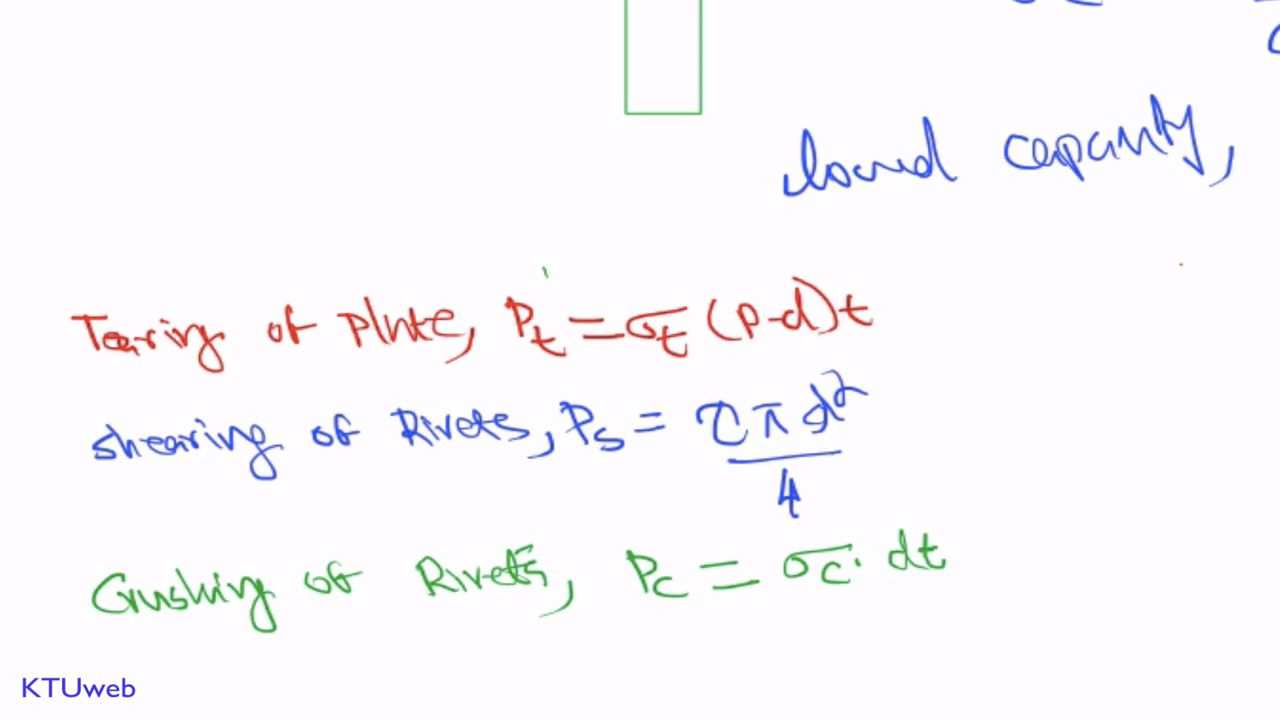 load capacity,
Tearing of Plate, Pt = σt (p-d)t
shearing of Rivets, Ps = τπd²
4
Crushing of Rivets, Pc = σc. dt
KTUweb